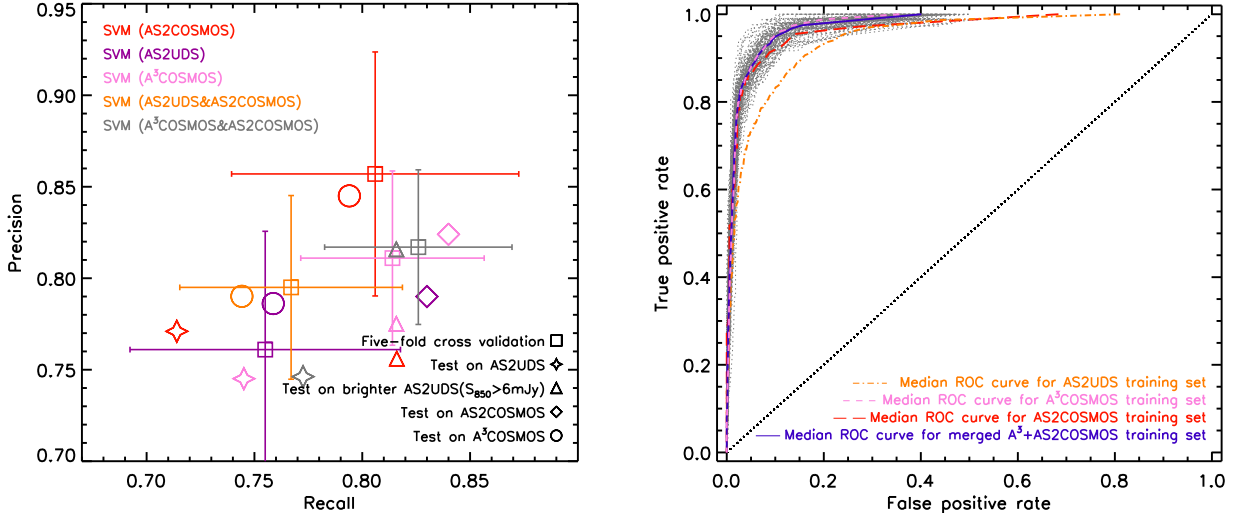 SVM (AS2COSMOS)
SVM (AS2UDS)
SVM (A³COSMOS)
SVM (AS2UDS&AS2COSMOS)
SVM (A³COSMOS&AS2COSMOS)
Five-fold cross validation
Test on AS2UDS
Test on brighter AS2UDS(S₈₅₀>6mJy)
Test on AS2COSMOS
Test on A³COSMOS
0.95
0.90
0.85
0.80
0.75
0.70
Precision
0.70 0.75 0.80 0.85
Recall
1.0
0.8
0.6
0.4
0.2
0.0
True positive rate
Median ROC curve for AS2UDS training set
Median ROC curve for A³COSMOS training set
Median ROC curve for AS2COSMOS training set
Median ROC curve for merged A³+AS2COSMOS training set
0.0 0.2 0.4 0.6 0.8 1.0
False positive rate